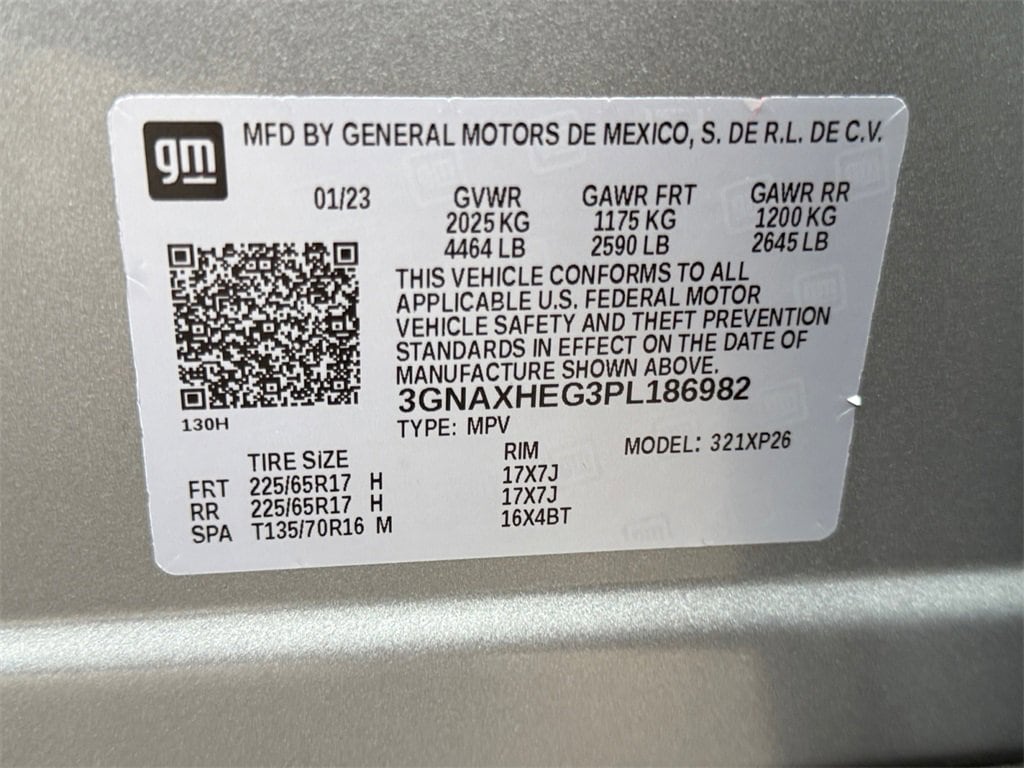 gm MFD BY GENERAL MOTORS DE MEXICO, S. DE R.L. DE C.V.
01/23 GVWR GAWR FRT GAWR RR
2025 KG 1175 KG 1200 KG
4464 LB 2590 LB 2645 LB
THIS VEHICLE CONFORMS TO ALL
APPLICABLE U.S. FEDERAL MOTOR
VEHICLE SAFETY AND THEFT PREVENTION
STANDARDS IN EFFECT ON THE DATE OF
MANUFACTURE SHOWN ABOVE.
3GNAXHEG3PL186982
130H
TYPE: MPV MODEL: 321XP26
TIRE SIZE RIM
FRT 225/65R17 H 17X7J
RR 225/65R17 H 17X7J
SPA T135/70R16 M 16X4BT